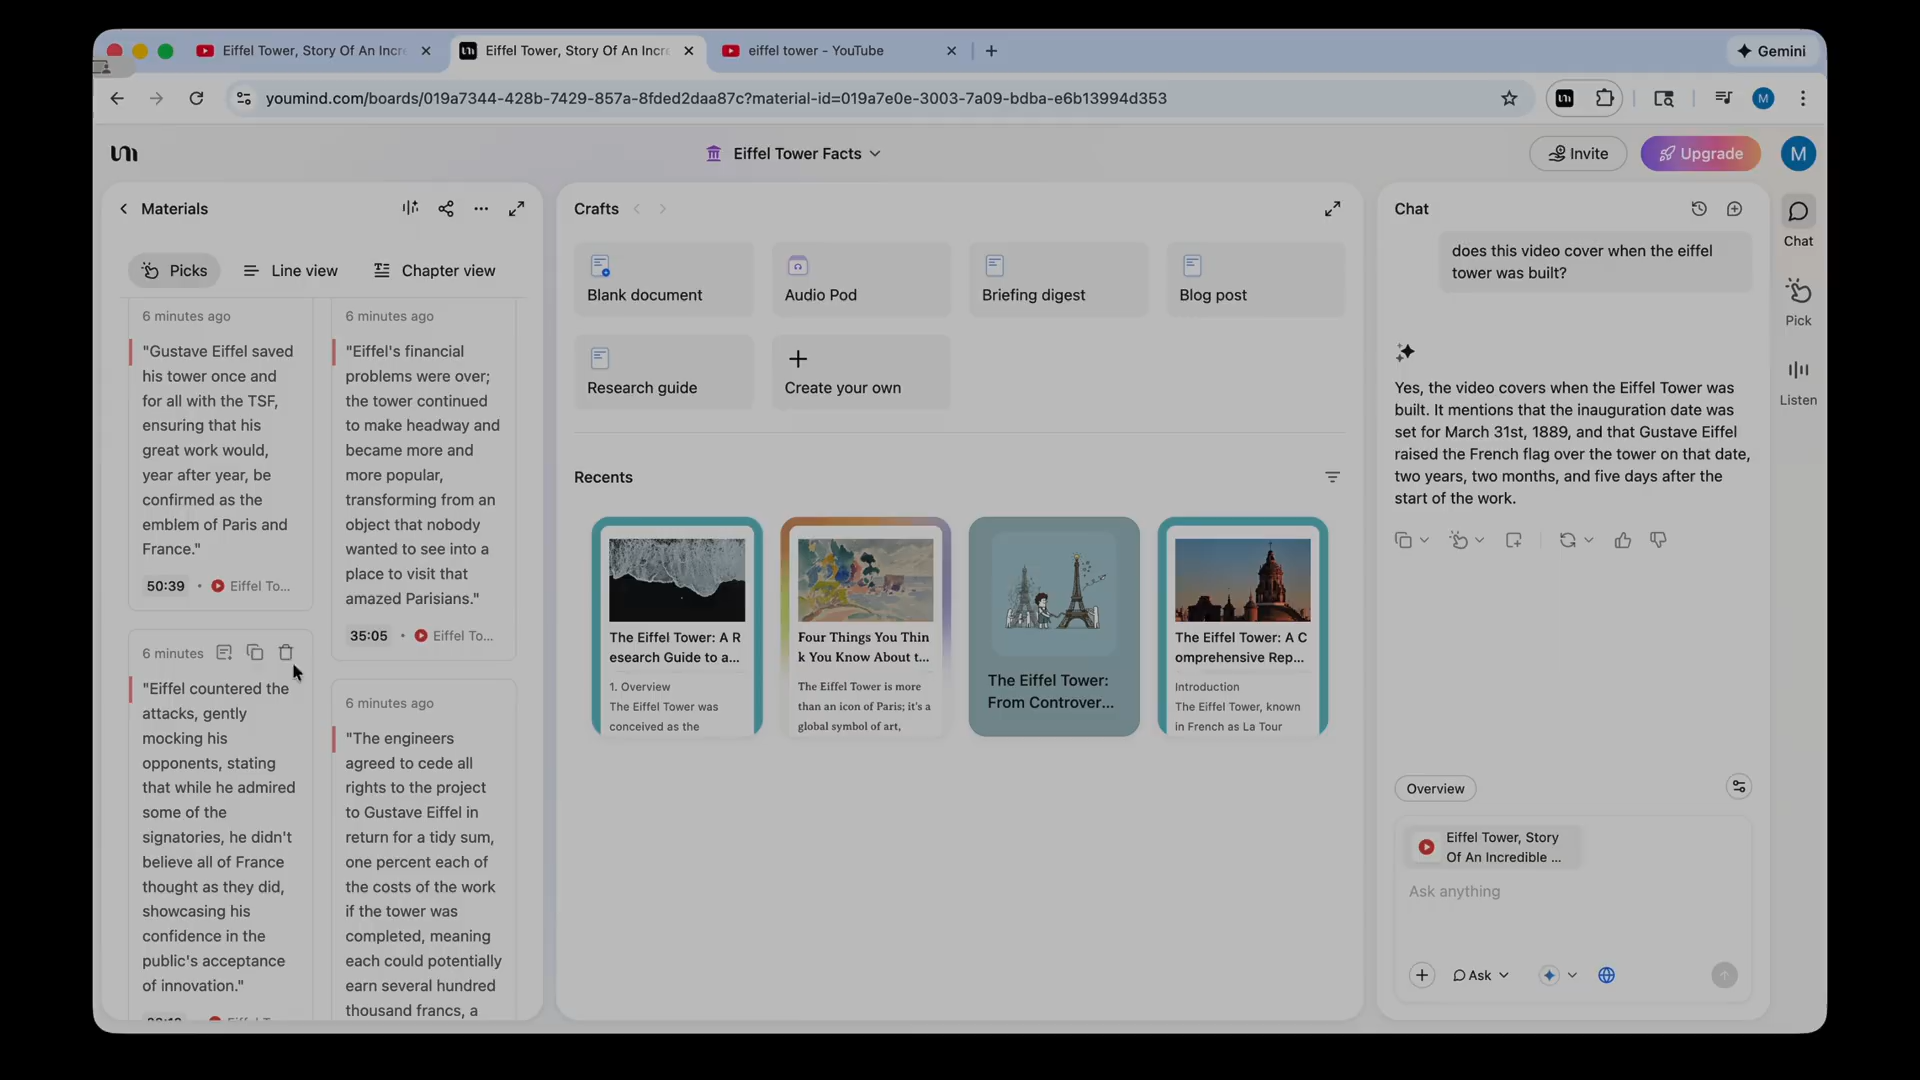 Eiffel Tower, Story Of An Incre
Eiffel Tower, Story Of An Incre
eiffel tower - YouTube
Gemini
youmind.com/boards/019a7344-428b-7429-857a-8fded2daa87c?material-id=019a7e0e-3003-7a09-bdba-e6b13994d353
M
Eiffel Tower Facts
Invite
Upgrade
M
Materials
Picks
Line view
Chapter view
6 minutes ago
"Gustave Eiffel saved
his tower once and
for all with the TSF,
ensuring that his
great work would,
year after year, be
confirmed as the
emblem of Paris and
France."
50:39 • Eiffel To...
6 minutes
"Eiffel countered the
attacks, gently
mocking his
opponents, stating
that while he admired
some of the
signatories, he didn't
believe all of France
thought as they did,
showcasing his
confidence in the
public's acceptance
of innovation."
6 minutes ago
"Eiffel's financial
problems were over;
the tower continued
to make headway and
became more and
more popular,
transforming from an
object that nobody
wanted to see into a
place to visit that
amazed Parisians."
35:05 • Eiffel To...
6 minutes ago
"The engineers
agreed to cede all
rights to the project
to Gustave Eiffel in
return for a tidy sum,
one percent each of
the costs of the work
if the tower was
completed, meaning
each could potentially
earn several hundred
thousand francs, a
Crafts
Blank document
Audio Pod
Briefing digest
Blog post
Research guide
Create your own
Recents
The Eiffel Tower: A R
esearch Guide to a...
1. Overview
The Eiffel Tower was
conceived as the
Four Things You Thin
k You Know About t...
The Eiffel Tower is more
than an icon of Paris; it's a
global symbol of art,
The Eiffel Tower:
From Controver...
The Eiffel Tower: A C
omprehensive Rep...
Introduction
The Eiffel Tower, known
in French as La Tour
Chat
does this video cover when the eiffel
tower was built?
Yes, the video covers when the Eiffel Tower was
built. It mentions that the inauguration date was
set for March 31st, 1889, and that Gustave Eiffel
raised the French flag over the tower on that date,
two years, two months, and five days after the
start of the work.
Overview
Eiffel Tower, Story
Of An Incredible ...
Ask anything
Ask
Chat
Pick
Listen